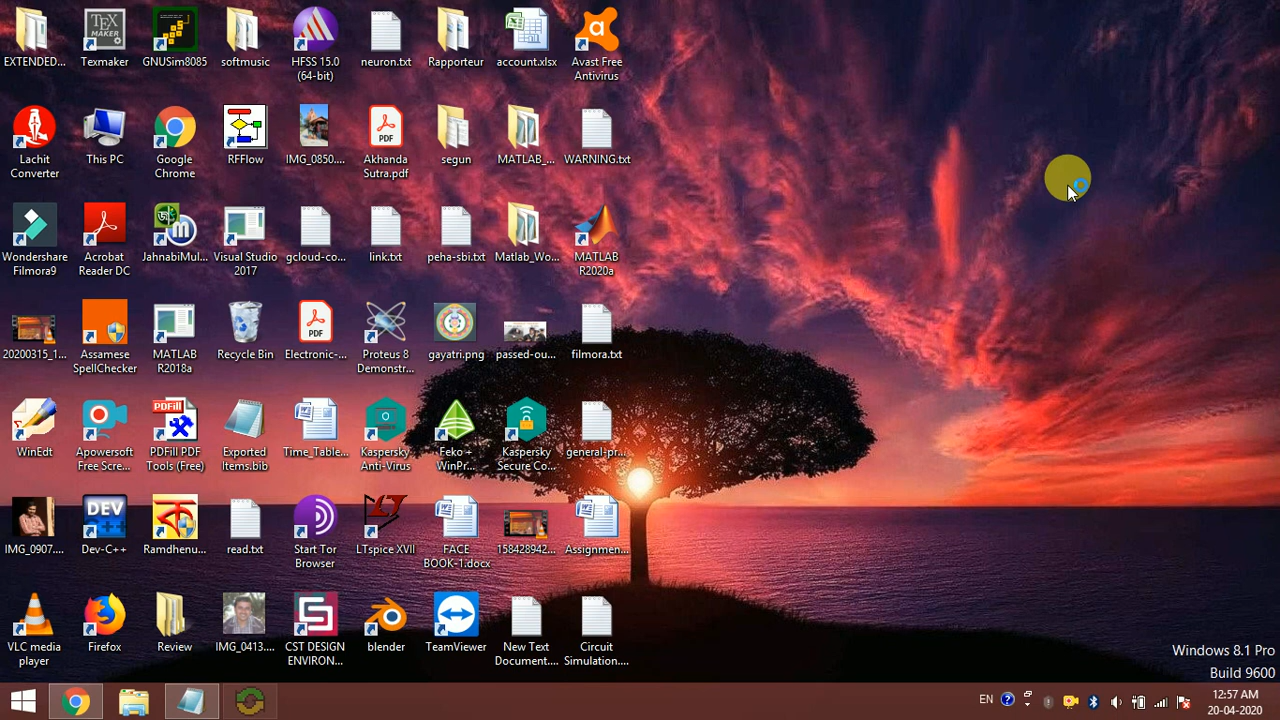 EXTENDED...
Texmaker
GNUSim8085
softmusic
HFSS 15.0
(64-bit)
neuron.txt
Rapporteur
account.xlsx
Avast Free
Antivirus
Lachit
Converter
This PC
Google
Chrome
RFFlow
IMG_0850....
Akhanda
Sutra.pdf
segun
MATLAB_...
WARNING.txt
Wondershare
Filmora9
Acrobat
Reader DC
JahnabiMul...
Visual Studio
2017
gcloud-co...
link.txt
peha-sbi.txt
Matlab_Wo...
MATLAB
R2020a
20200315_1...
Assamese
SpellChecker
MATLAB
R2018a
Recycle Bin
Electronic-...
Proteus 8
Demonstr...
gayatri.png
passed-ou...
filmora.txt
WinEdt
Apowersoft
Free Scre...
PDFill PDF
Tools (Free)
Exported
Items.bib
Time_Table...
Kaspersky
Anti-Virus
Feko +
WinPr...
Kaspersky
Secure Co...
general-pr...
IMG_0907....
Dev-C++
Ramdhenu...
read.txt
Start Tor
Browser
LTspice XVII
FACE
BOOK-1.docx
158428942...
Assignmen...
VLC media
player
Firefox
Review
IMG_0413....
CST DESIGN
ENVIRON...
blender
TeamViewer
New Text
Document....
Circuit
Simulation....
Windows 8.1 Pro
Build 9600
EN
12:57 AM
20-04-2020